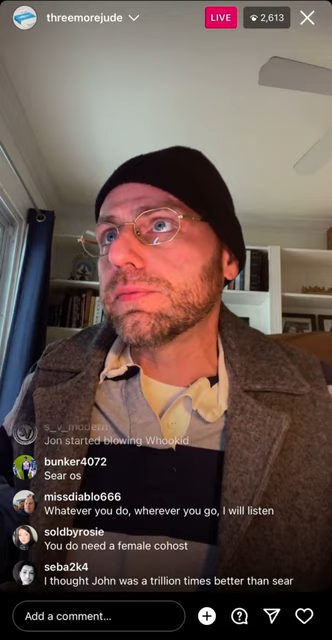 threemorejude
LIVE
2,613
s_v_modern
Jon started blowing Whookid
bunker4072
Sear os
missdiablo666
Whatever you do, wherever you go, I will listen
soldbyrosie
You do need a female cohost
seba2k4
I thought John was a trillion times better than sear
Add a comment...